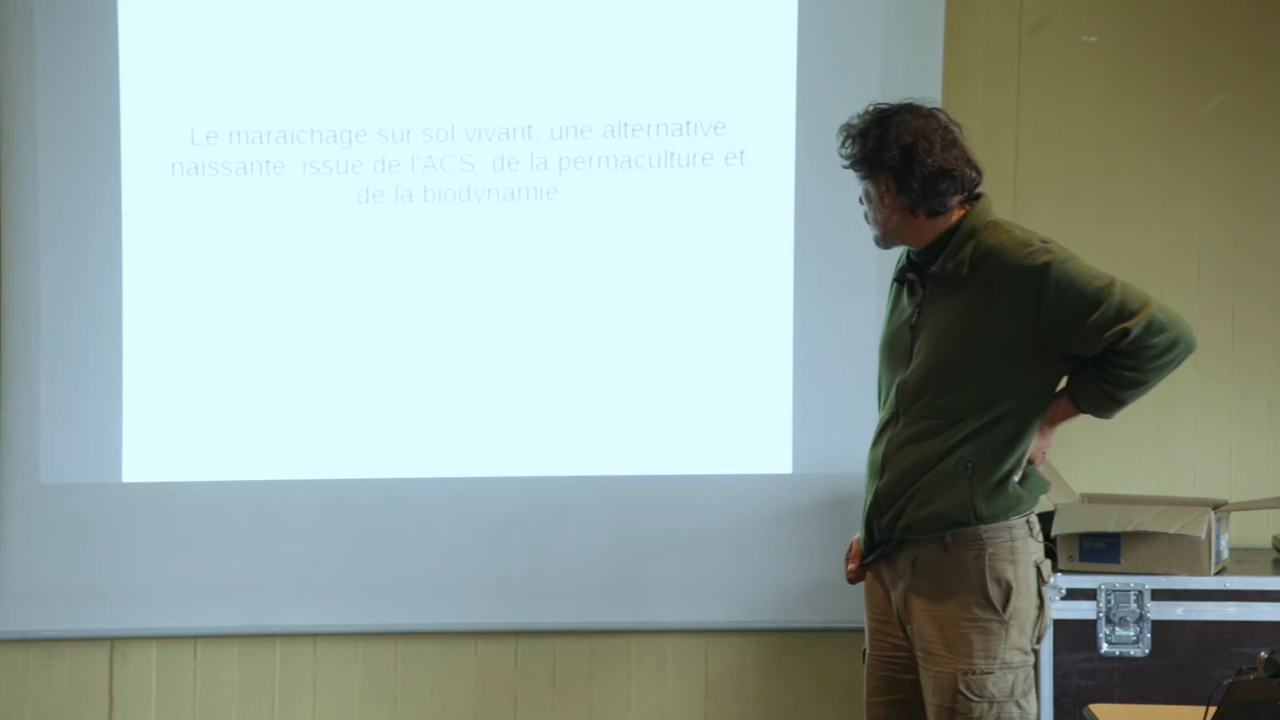 Le maraichage sur sol vivant, une alternative
naissante, issue de l'ACS, de la permaculture et
de la biodynamie